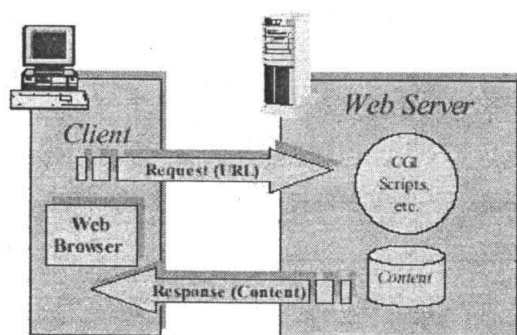 Client
Web Server
Request (URL)
CGI
Scripts,
etc.
Web
Browser
Content
Response (Content)